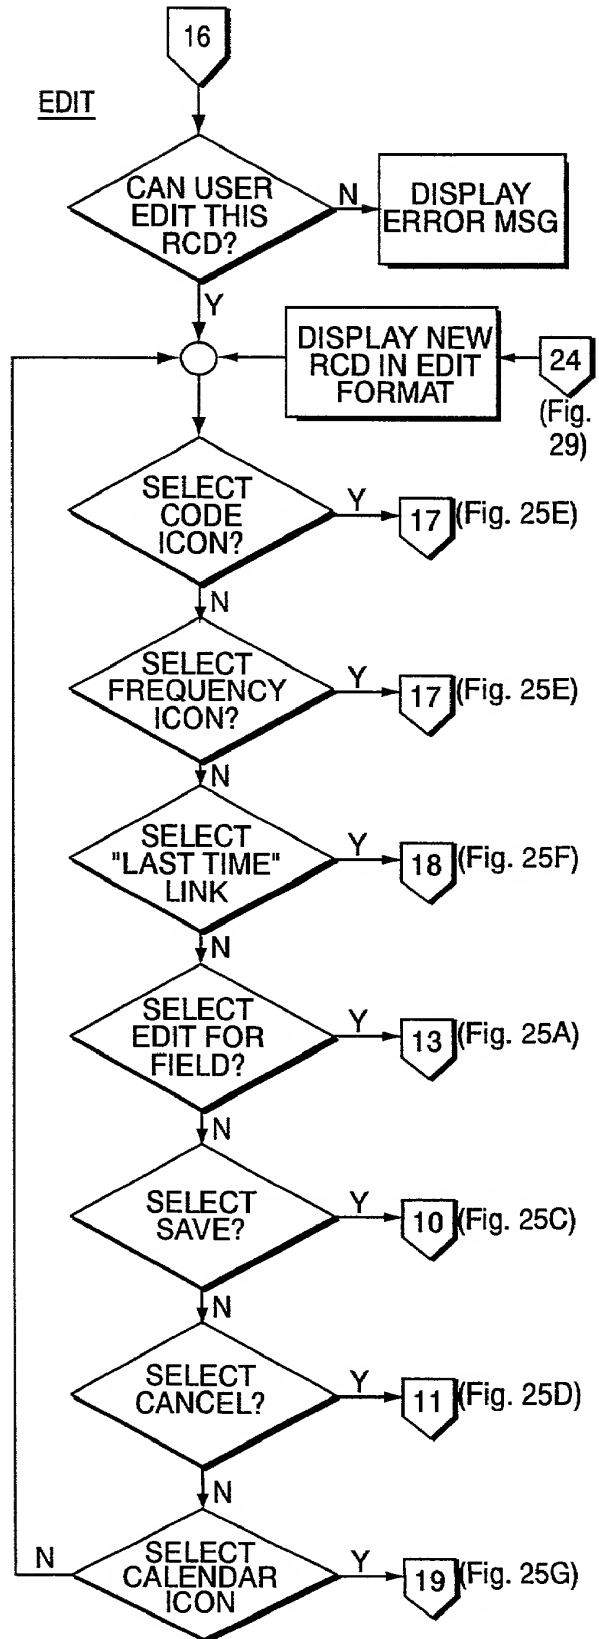 16
EDIT
CAN USER
EDIT THIS
RCD?
N
DISPLAY
ERROR MSG
Y
DISPLAY NEW
RCD IN EDIT
FORMAT
24
(Fig.
29)
SELECT
CODE
ICON?
Y
17
(Fig. 25E)
N
SELECT
FREQUENCY
ICON?
Y
17
(Fig. 25E)
N
SELECT
"LAST TIME"
LINK
Y
18
(Fig. 25F)
N
SELECT
EDIT FOR
FIELD?
Y
13
(Fig. 25A)
N
SELECT
SAVE?
Y
10
(Fig. 25C)
N
SELECT
CANCEL?
Y
11
(Fig. 25D)
N
SELECT
CALENDAR
ICON
N
Y
19
(Fig. 25G)